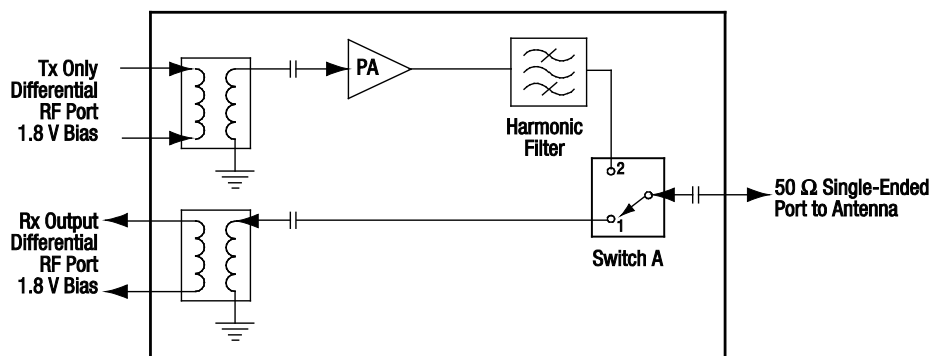 Tx Only
Differential
RF Port
1.8 V Bias
PA
Harmonic
Filter
2
1
Switch A
50 Ω Single-Ended
Port to Antenna
Rx Output
Differential
RF Port
1.8 V Bias